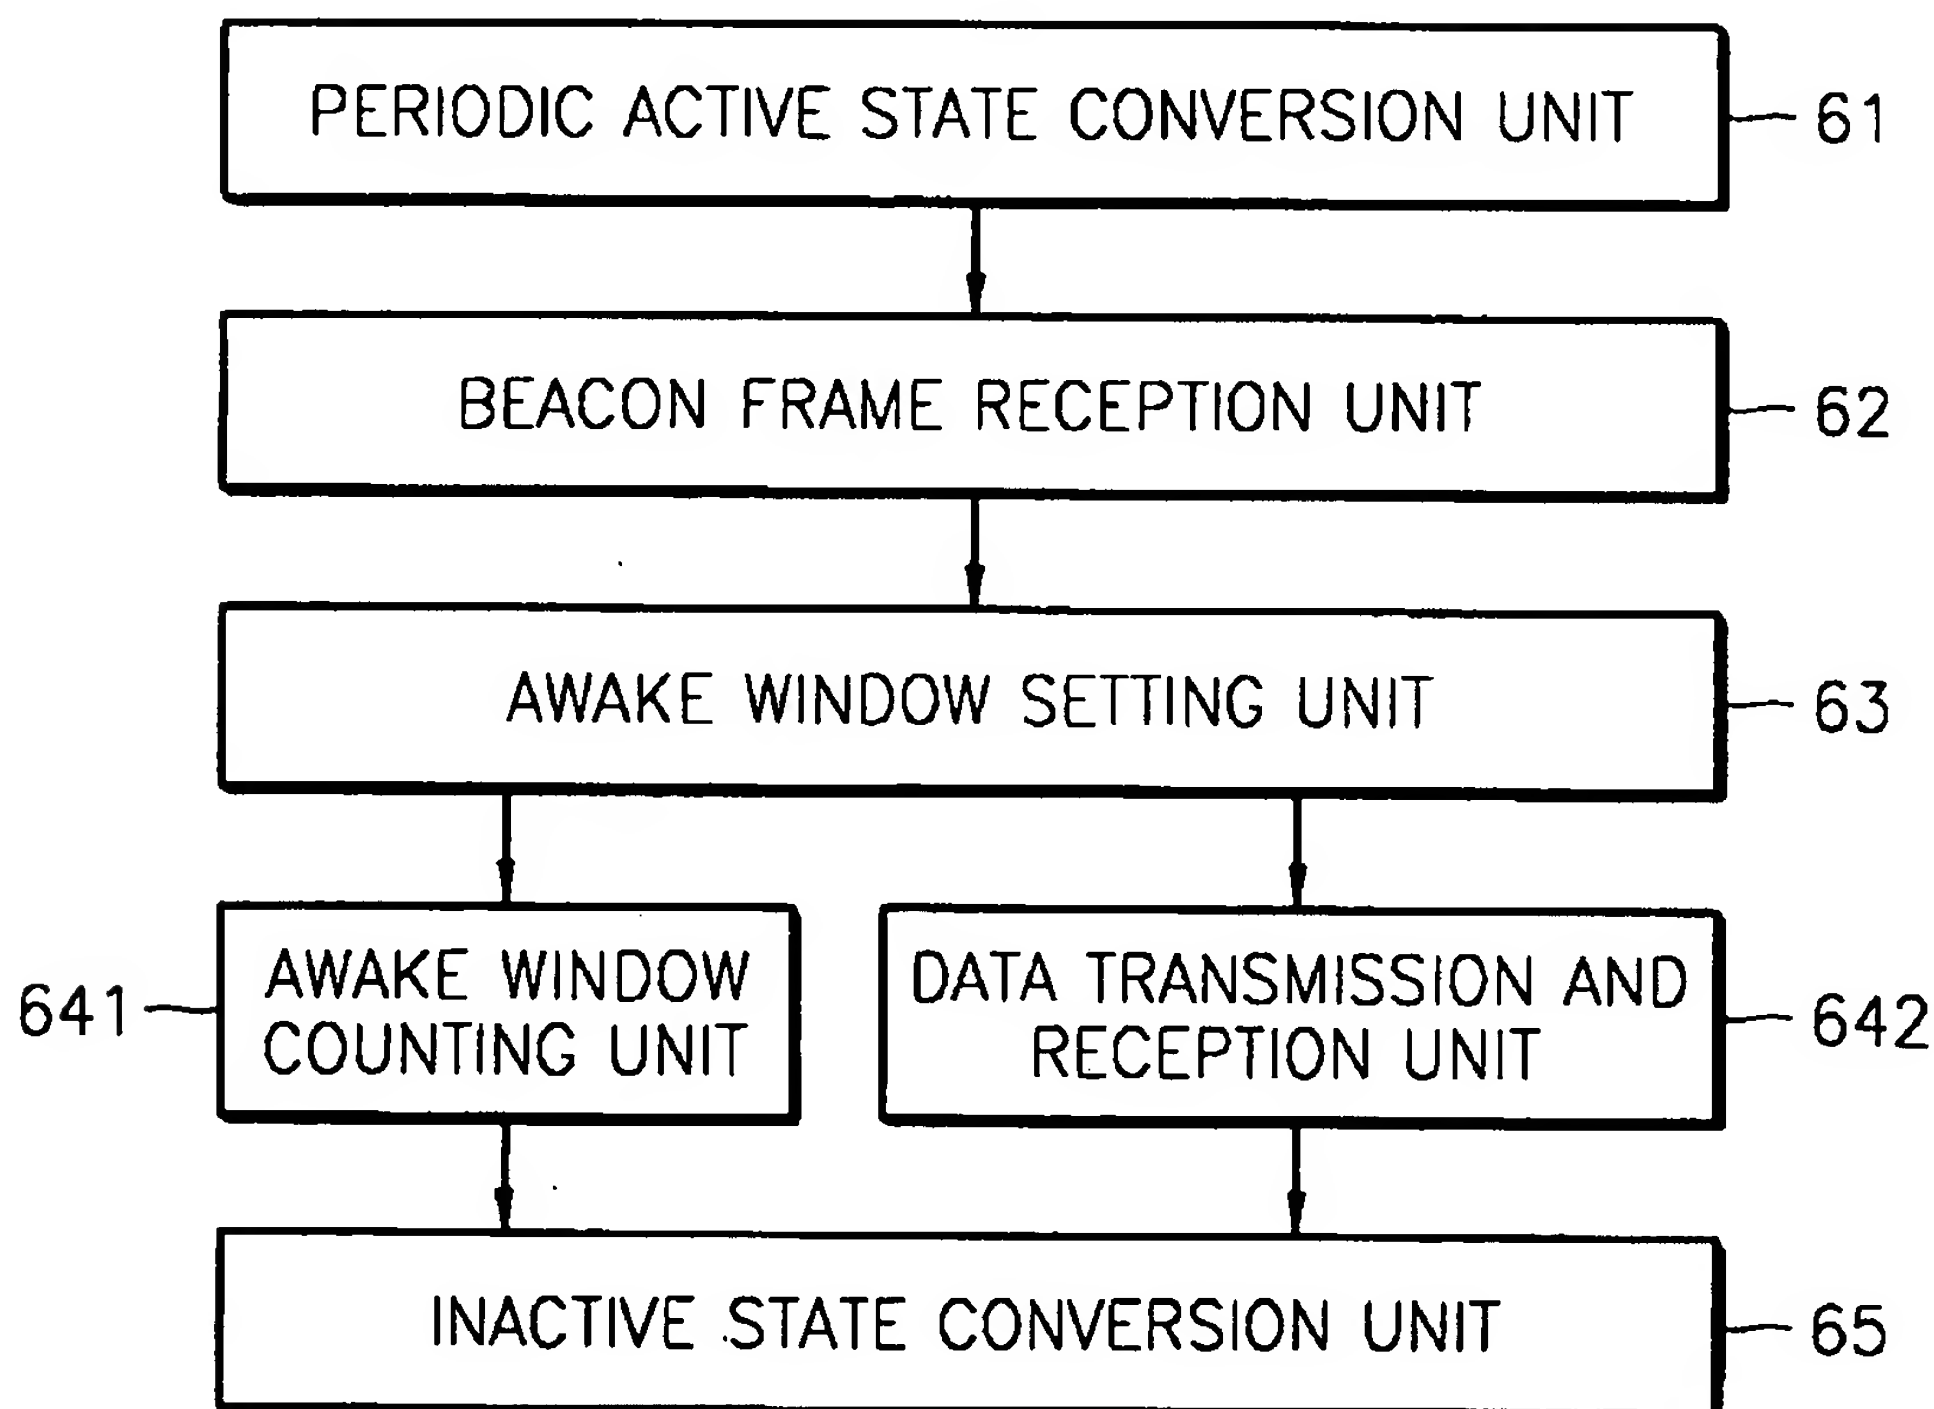 PERIODIC ACTIVE STATE CONVERSION UNIT
61
BEACON FRAME RECEPTION UNIT
62
AWAKE WINDOW SETTING UNIT
63
641
AWAKE WINDOW
COUNTING UNIT
DATA TRANSMISSION AND
RECEPTION UNIT
642
INACTIVE STATE CONVERSION UNIT
65